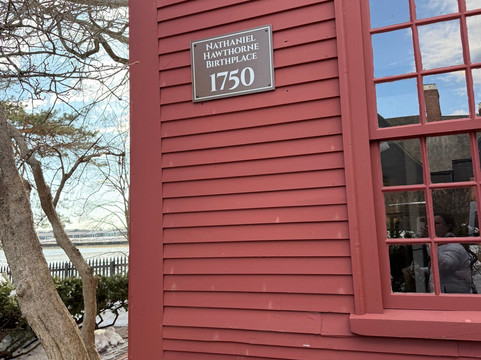 Nathaniel
Hawthorne
Birthplace
1750